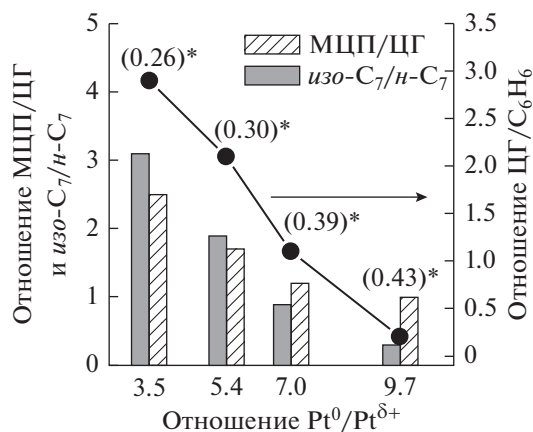 Отношение МЦП/ЦГ
и изо-C₇/н-C₇
5
4
3
2
1
0
МЦП/ЦГ
изо-C₇/н-C₇
(0.26)*
(0.30)*
(0.39)*
(0.43)*
3.5
3.0
2.5
2.0
1.5
1.0
0.5
0
Отношение ЦГ/C₆H₆
3.5 5.4 7.0 9.7
Отношение Pt⁰/Pt^δ+